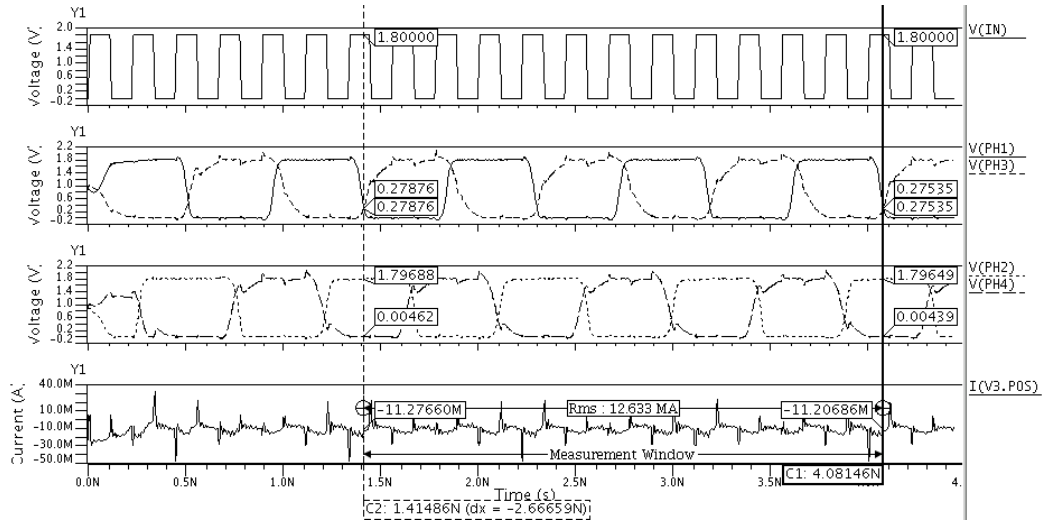 Y1
Voltage (V)
2.0
1.4
1.0
0.6
0.2
-0.2
1.80000
1.80000
V(IN)
Y1
Voltage (V)
2.2
1.8
1.4
1.0
0.6
0.2
-0.2
0.27876
0.27876
0.27535
0.27535
V(PH1)
V(PH3)
Y1
Voltage (V)
2.2
1.8
1.4
1.0
0.6
0.2
-0.2
1.79688
0.00462
1.79649
0.00439
V(PH2)
V(PH4)
Y1
Current (A)
40.0M
10.0M
-10.0M
-30.0M
-50.0M
-11.27660M
Rms : 12.633 MA
-11.20686M
Measurement Window
I(V3.POS)
0.0N
0.5N
1.0N
1.5N
2.0N
2.5N
3.0N
3.5N
4.
C1: 4.08146N
Time (s)
C2: 1.41486N (dx = -2.66659N)